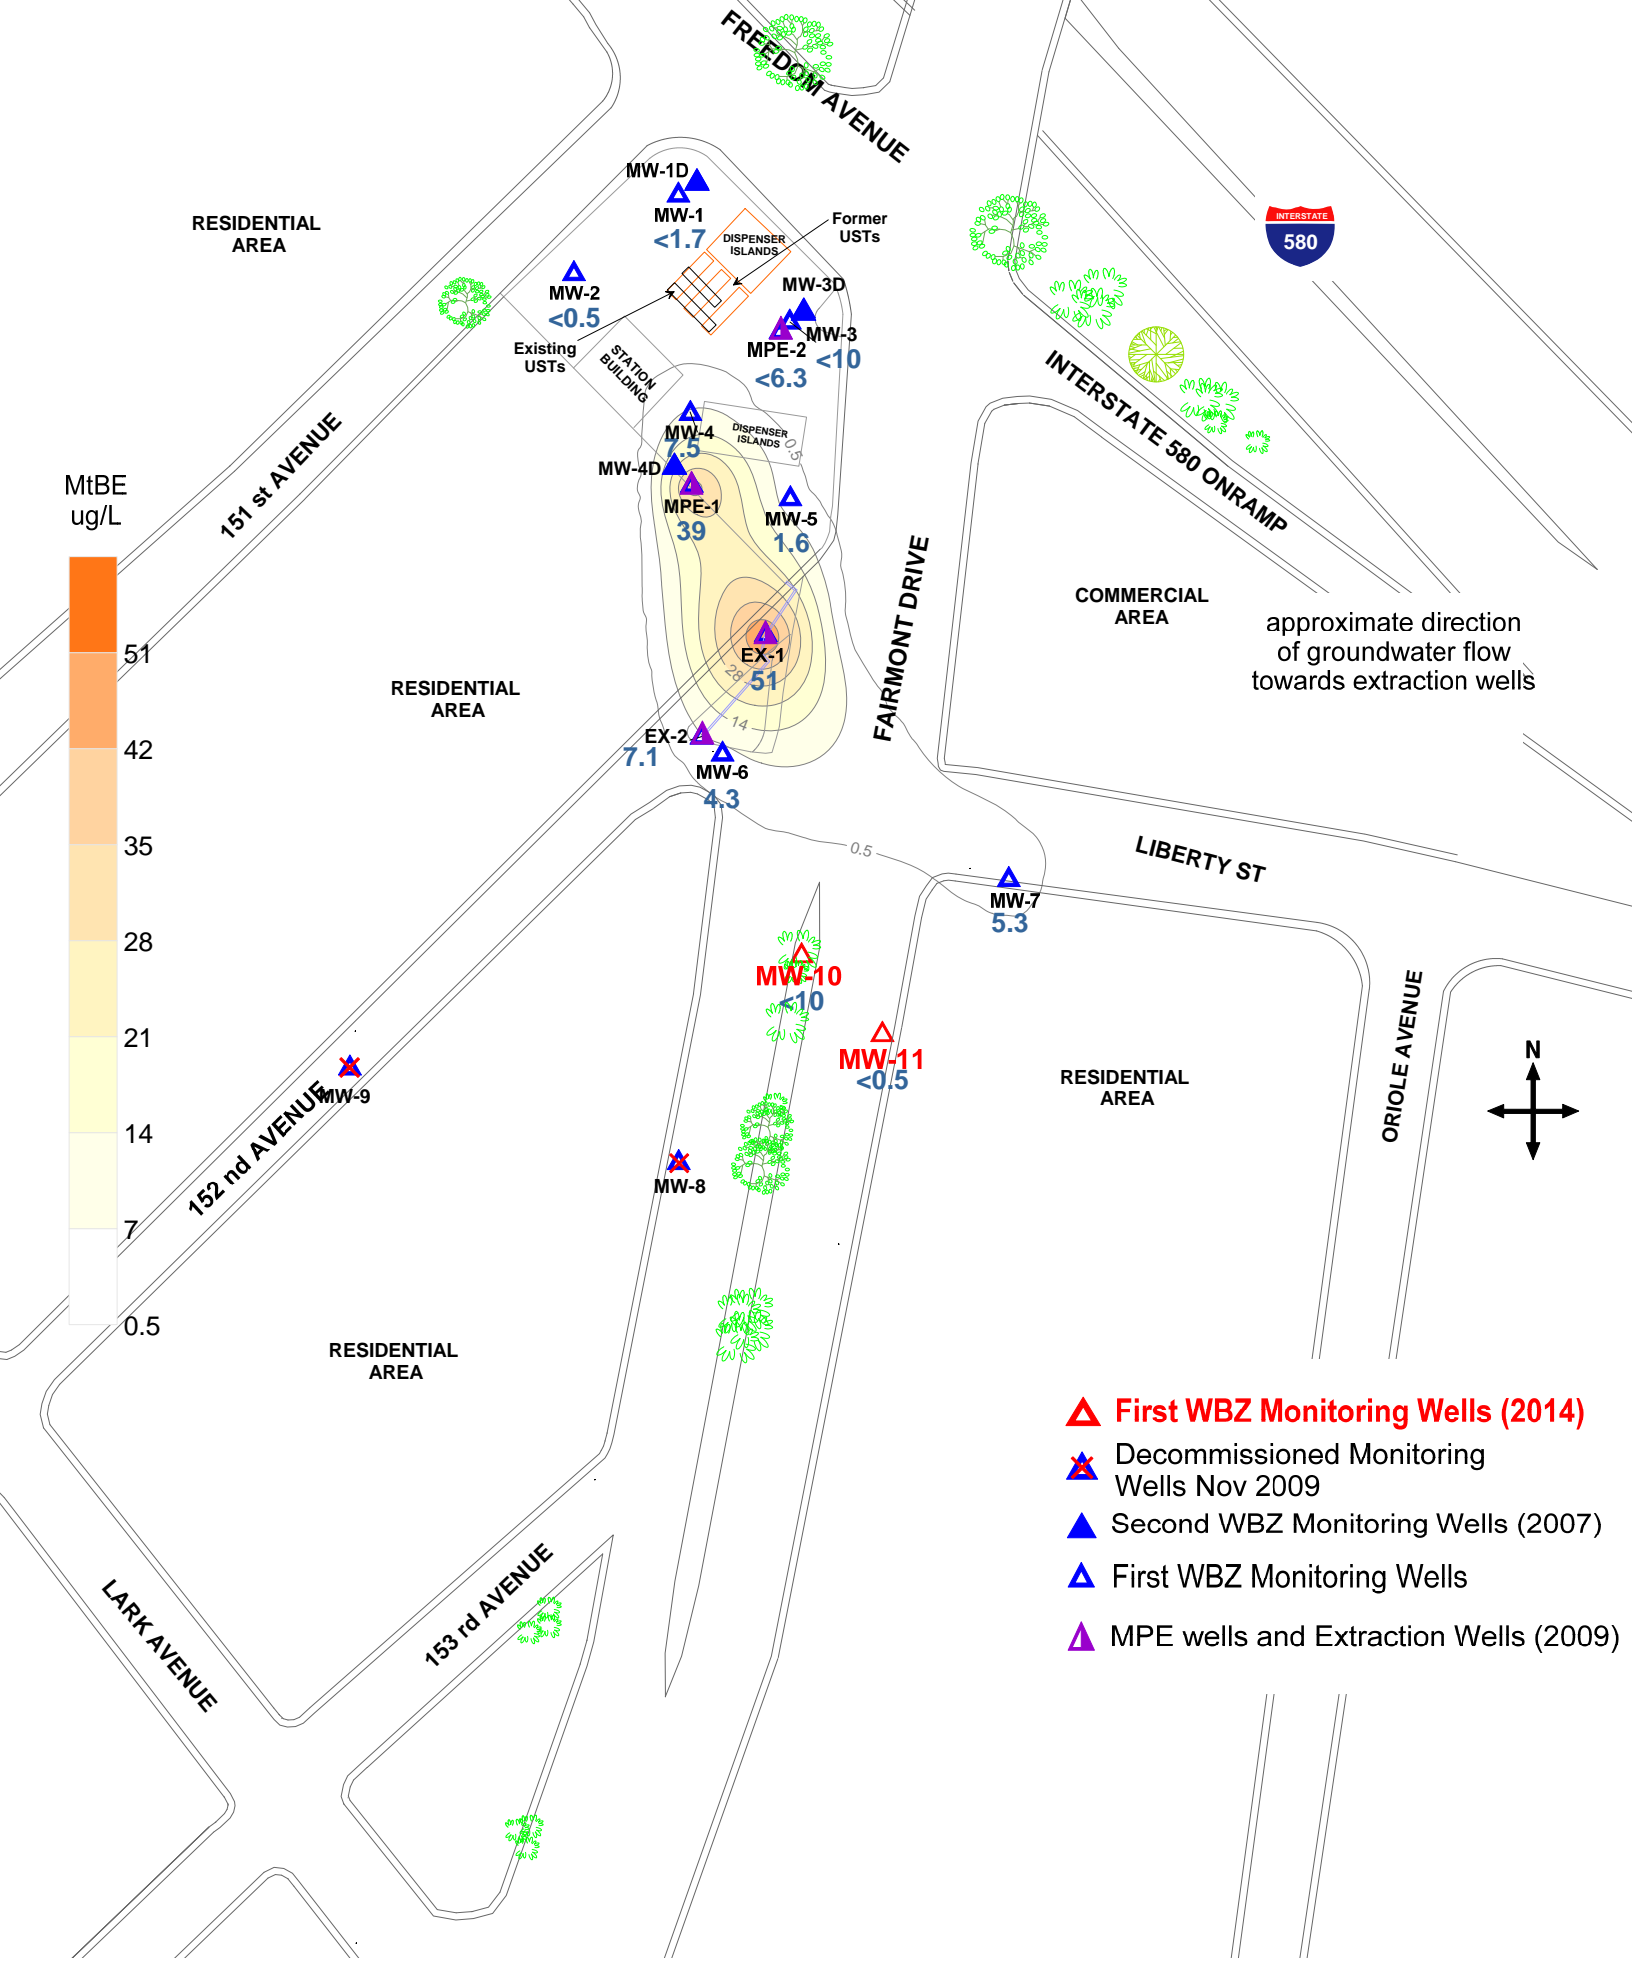 FREEDOM AVENUE
MW-1D
MW-1
<1.7
RESIDENTIAL
AREA
Former
USTs
DISPENSER
ISLANDS
INTERSTATE
580
MW-2
<0.5
MW-3D
MW-3
<10
MPE-2
<6.3
Existing
USTs
STATION
BUILDING
INTERSTATE 580 ONRAMP
MW-4
7.5
DISPENSER
ISLANDS
0.5
MW-4D
MPE-1
39
MW-5
1.6
151 st AVENUE
MtBE
ug/L
51
42
35
28
21
14
7
0.5
FAIRMONT DRIVE
COMMERCIAL
AREA
approximate direction
of groundwater flow
towards extraction wells
RESIDENTIAL
AREA
EX-1
51
28
14
EX-2
7.1
MW-6
4.3
0.5
LIBERTY ST
MW-7
5.3
MW-10
<10
MW-11
<0.5
RESIDENTIAL
AREA
ORIOLE AVENUE
N
MW-9
152 nd AVENUE
MW-8
RESIDENTIAL
AREA
First WBZ Monitoring Wells (2014)
Decommissioned Monitoring
Wells Nov 2009
Second WBZ Monitoring Wells (2007)
First WBZ Monitoring Wells
MPE wells and Extraction Wells (2009)
LARK AVENUE
153 rd AVENUE